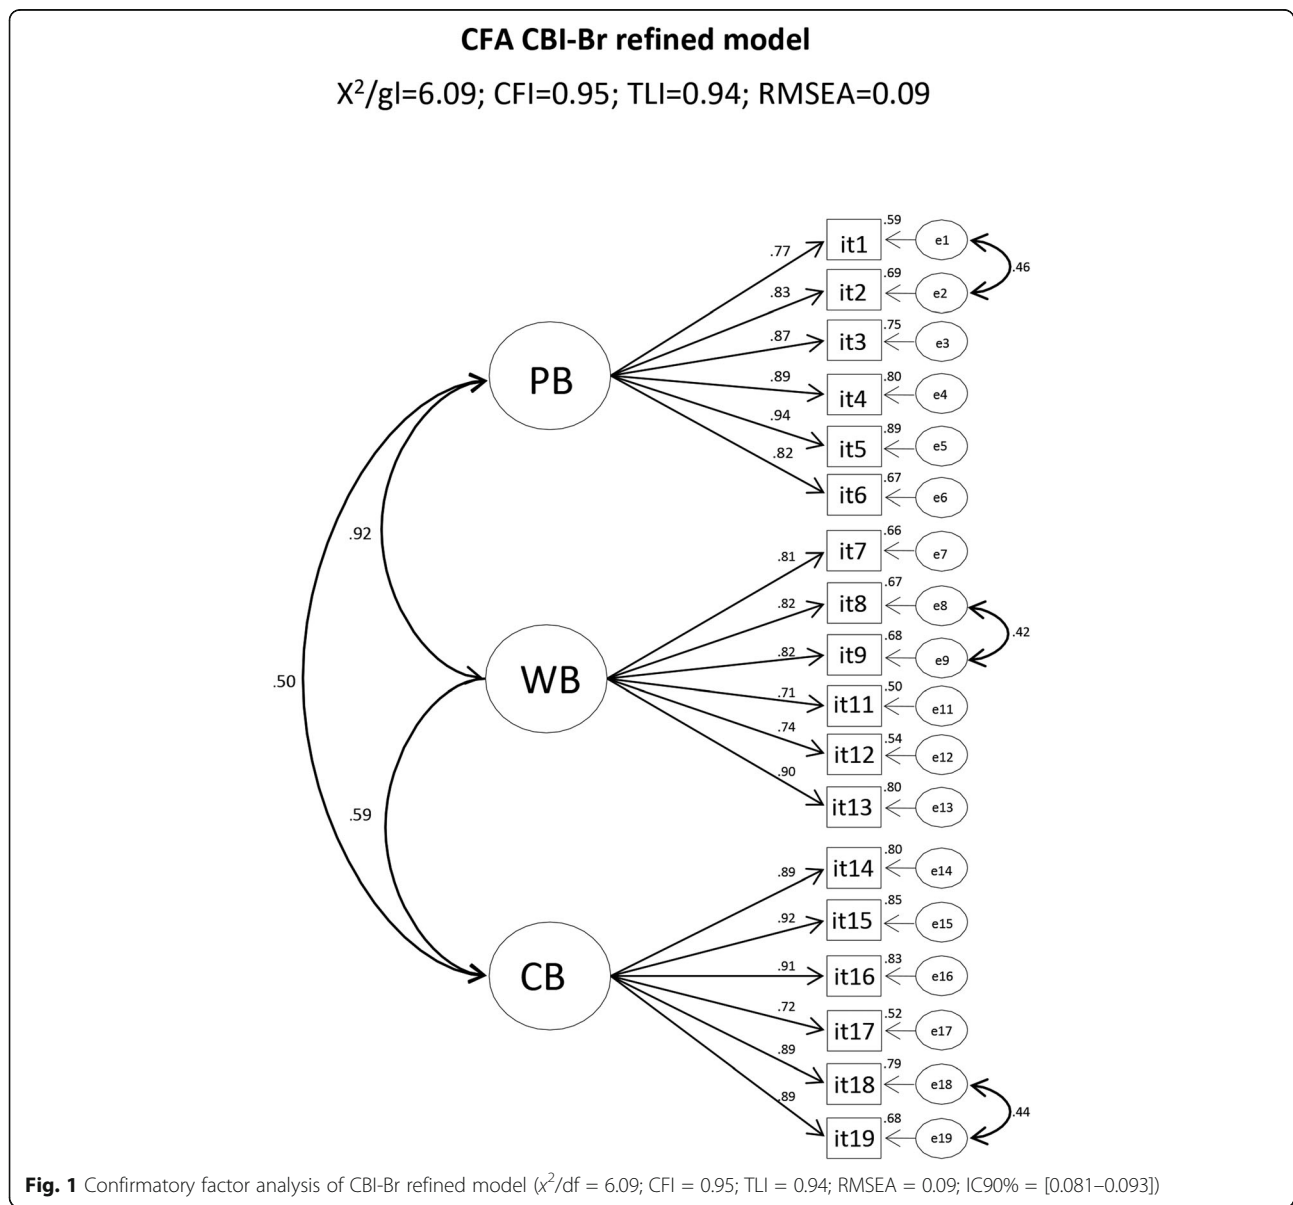 CFA CBI-Br refined model
X²/gl=6.09; CFI=0.95; TLI=0.94; RMSEA=0.09
.77 it1 .59 e1
.46
.83 it2 .69 e2
.87 it3 .75 e3
PB
.89 it4 .80 e4
.94 it5 .89 e5
.82 it6 .67 e6
.92
.81 it7 .66 e7
.82 it8 .67 e8
.42
.82 it9 .68 e9
.50
WB
.71 it11 .50 e11
.74 it12 .54 e12
.90 it13 .80 e13
.59
.89 it14 .80 e14
.92 it15 .85 e15
CB
.91 it16 .83 e16
.72 it17 .52 e17
.89 it18 .79 e18
.44
.89 it19 .68 e19
Fig. 1 Confirmatory factor analysis of CBI-Br refined model (x²/df = 6.09; CFI = 0.95; TLI = 0.94; RMSEA = 0.09; IC90% = [0.081–0.093])